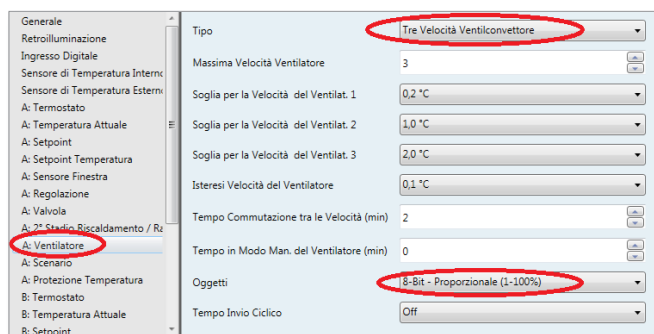 Generale
Retroilluminazione
Ingresso Digitale
Sensore di Temperatura Interno
Sensore di Temperatura Esterno
A: Termostato
A: Temperatura Attuale
A: Setpoint
A: Setpoint Temperatura
A: Sensore Finestra
A: Regolazione
A: Valvola
A: 2° Stadio Riscaldamento / Ra
A: Ventilatore
A: Scenario
A: Protezione Temperatura
B: Termostato
B: Temperatura Attuale
B: Setpoint
Tipo Tre Velocità Ventilconvettore
Massima Velocità Ventilatore 3
Soglia per la Velocità del Ventilat. 1 0,2 °C
Soglia per la Velocità del Ventilat. 2 1,0 °C
Soglia per la Velocità del Ventilat. 3 2,0 °C
Isteresi Velocità del Ventilatore 0,1 °C
Tempo Commutazione tra le Velocità (min) 2
Tempo in Modo Man. del Ventilatore (min) 0
Oggetti 8-Bit - Proporzionale (1-100%)
Tempo Invio Ciclico Off